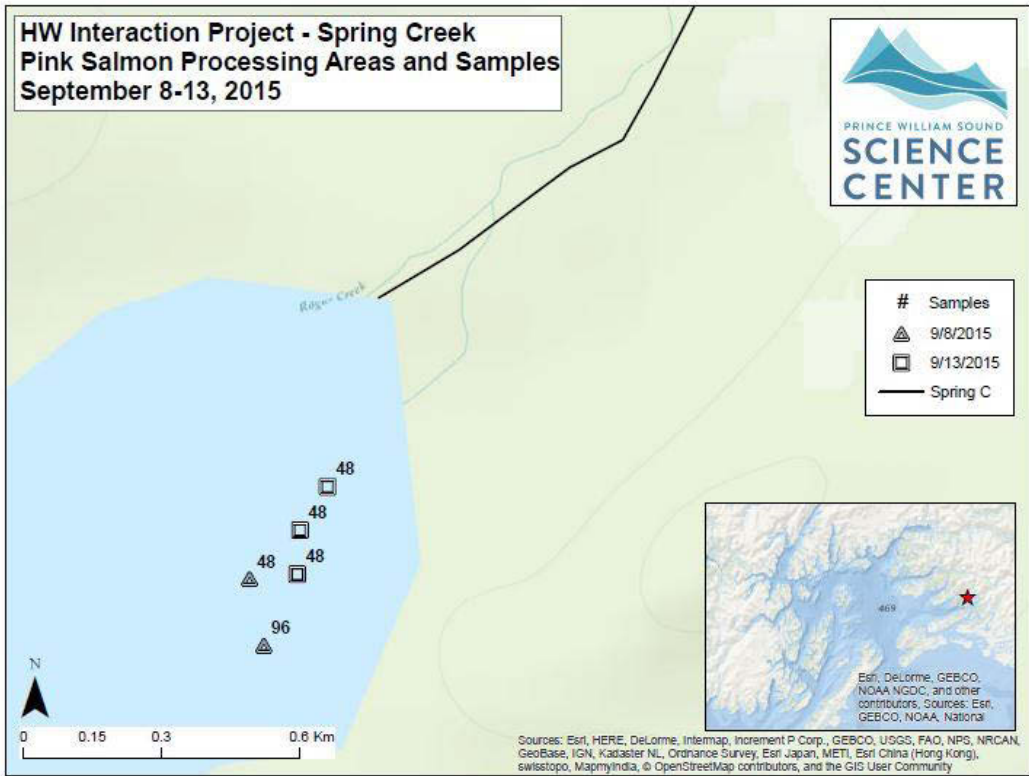 HW Interaction Project - Spring Creek
Pink Salmon Processing Areas and Samples
September 8-13, 2015
PRINCE WILLIAM SOUND
SCIENCE
CENTER
Rogue Creek
# Samples
9/8/2015
9/13/2015
Spring C
48
48
48
48
96
469
Esri, DeLorme, GEBCO,
NOAA NGDC, and other
contributors, Sources: Esri,
GEBCO, NOAA, National
N
0 0.15 0.3 0.6 Km
Sources: Esri, HERE, DeLorme, Intermap, increment P Corp., GEBCO, USGS, FAO, NPS, NRCAN,
GeoBase, IGN, Kadaster NL, Ordnance Survey, Esri Japan, METI, Esri China (Hong Kong),
swisstopo, MapmyIndia, © OpenStreetMap contributors, and the GIS User Community